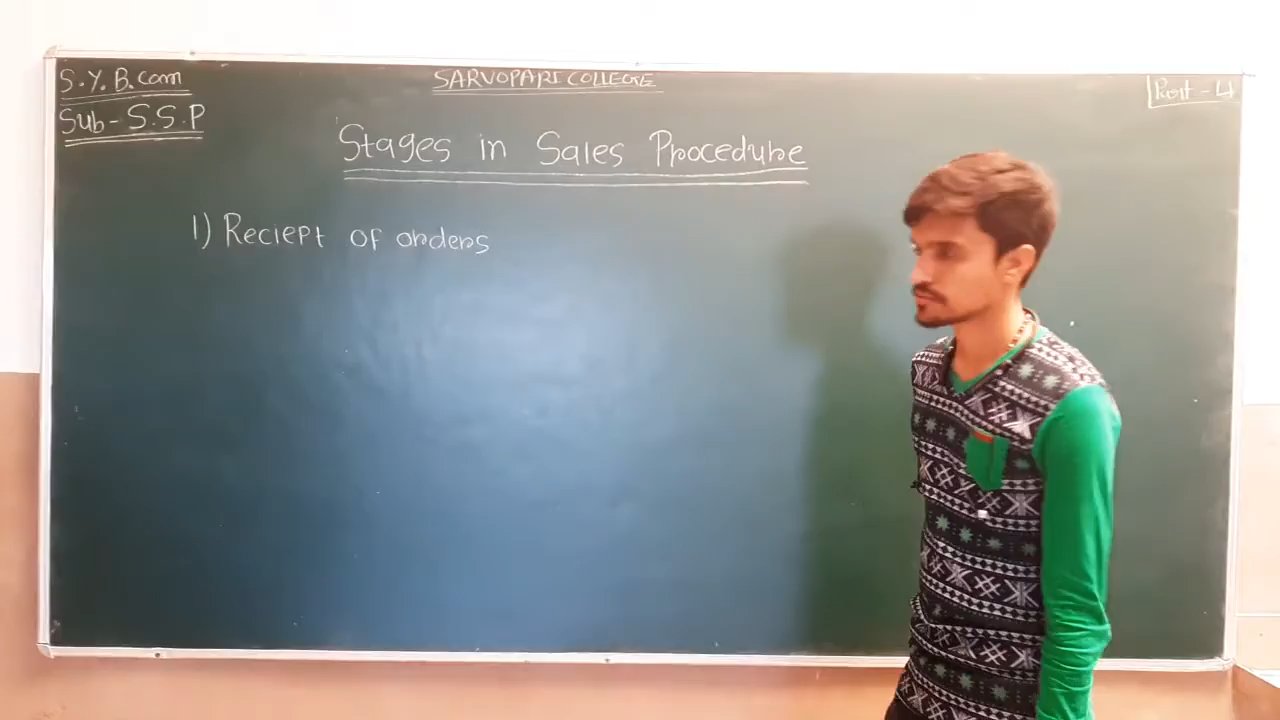 S.Y.B.com
SARVOPARI COLLEGE
Part - 4
Sub - S.S.P
Stages in Sales Procedure
1) Reciept of orders